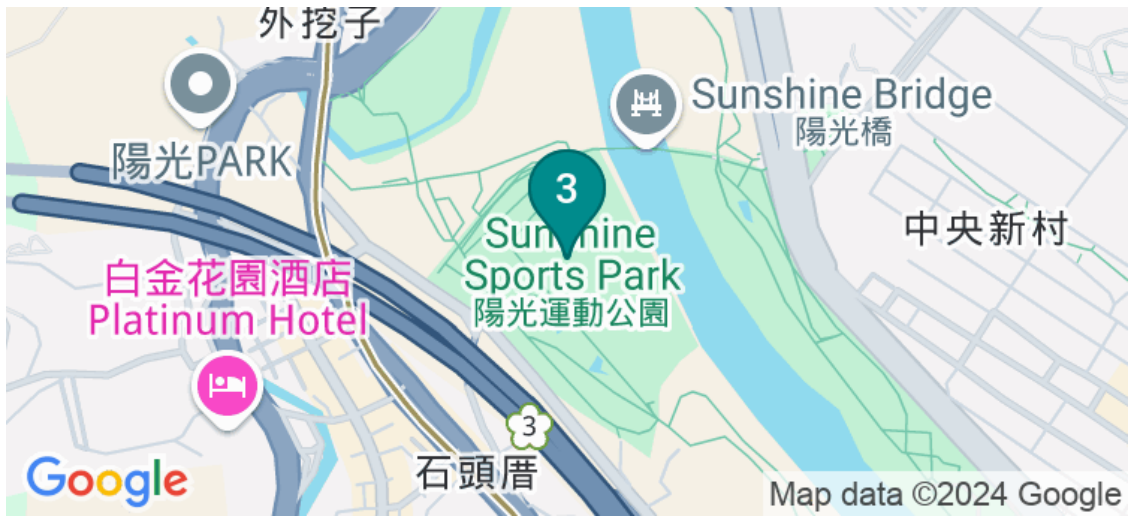 外挖子
Sunshine Bridge
陽光橋
陽光PARK
3
Sunshine
Sports Park
陽光運動公園
中央新村
白金花園酒店
Platinum Hotel
3
石頭厝
Google
Map data ©2024 Google